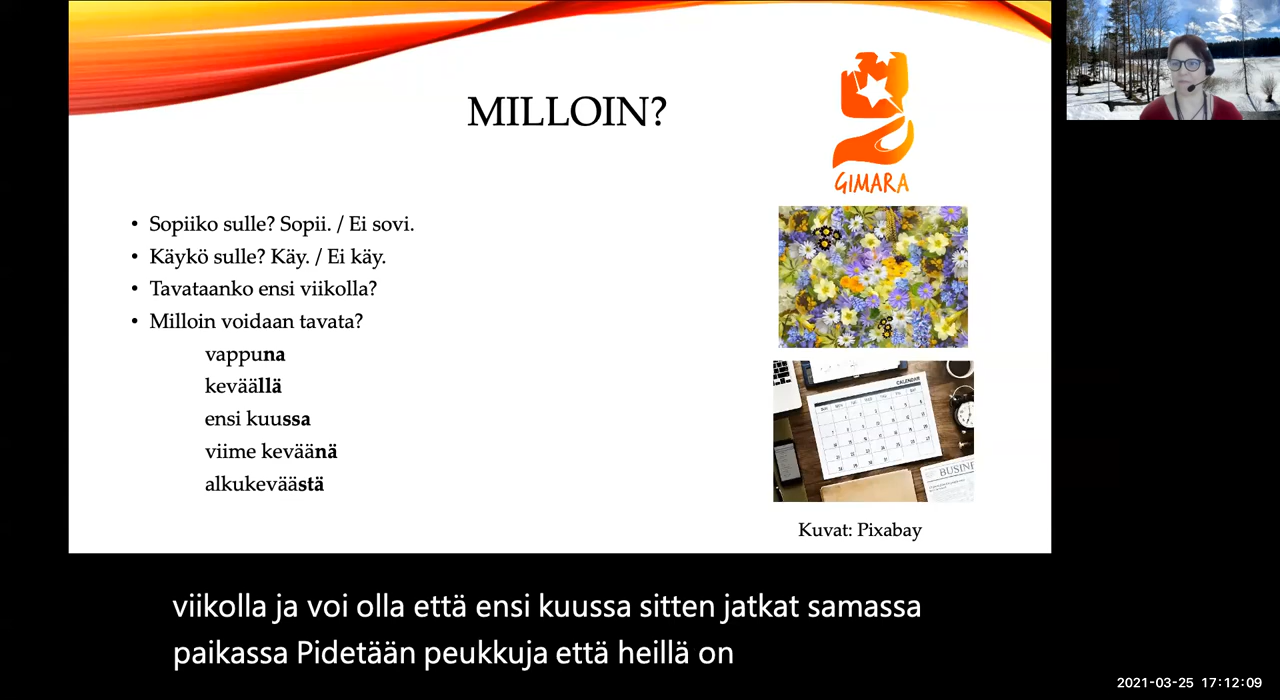 MILLOIN?
GIMARA
• Sopiiko sulle? Sopii. / Ei sovi.
• Käykö sulle? Käy. / Ei käy.
• Tavataanko ensi viikolla?
• Milloin voidaan tavata?
vappuna
keväällä
ensi kuussa
viime keväänä
alkukeväästä
CALENDAR
BUSINE
Kuvat: Pixabay
viikolla ja voi olla että ensi kuussa sitten jatkat samassa
paikassa Pidetään peukkuja että heillä on
2021-03-25 17:12:09